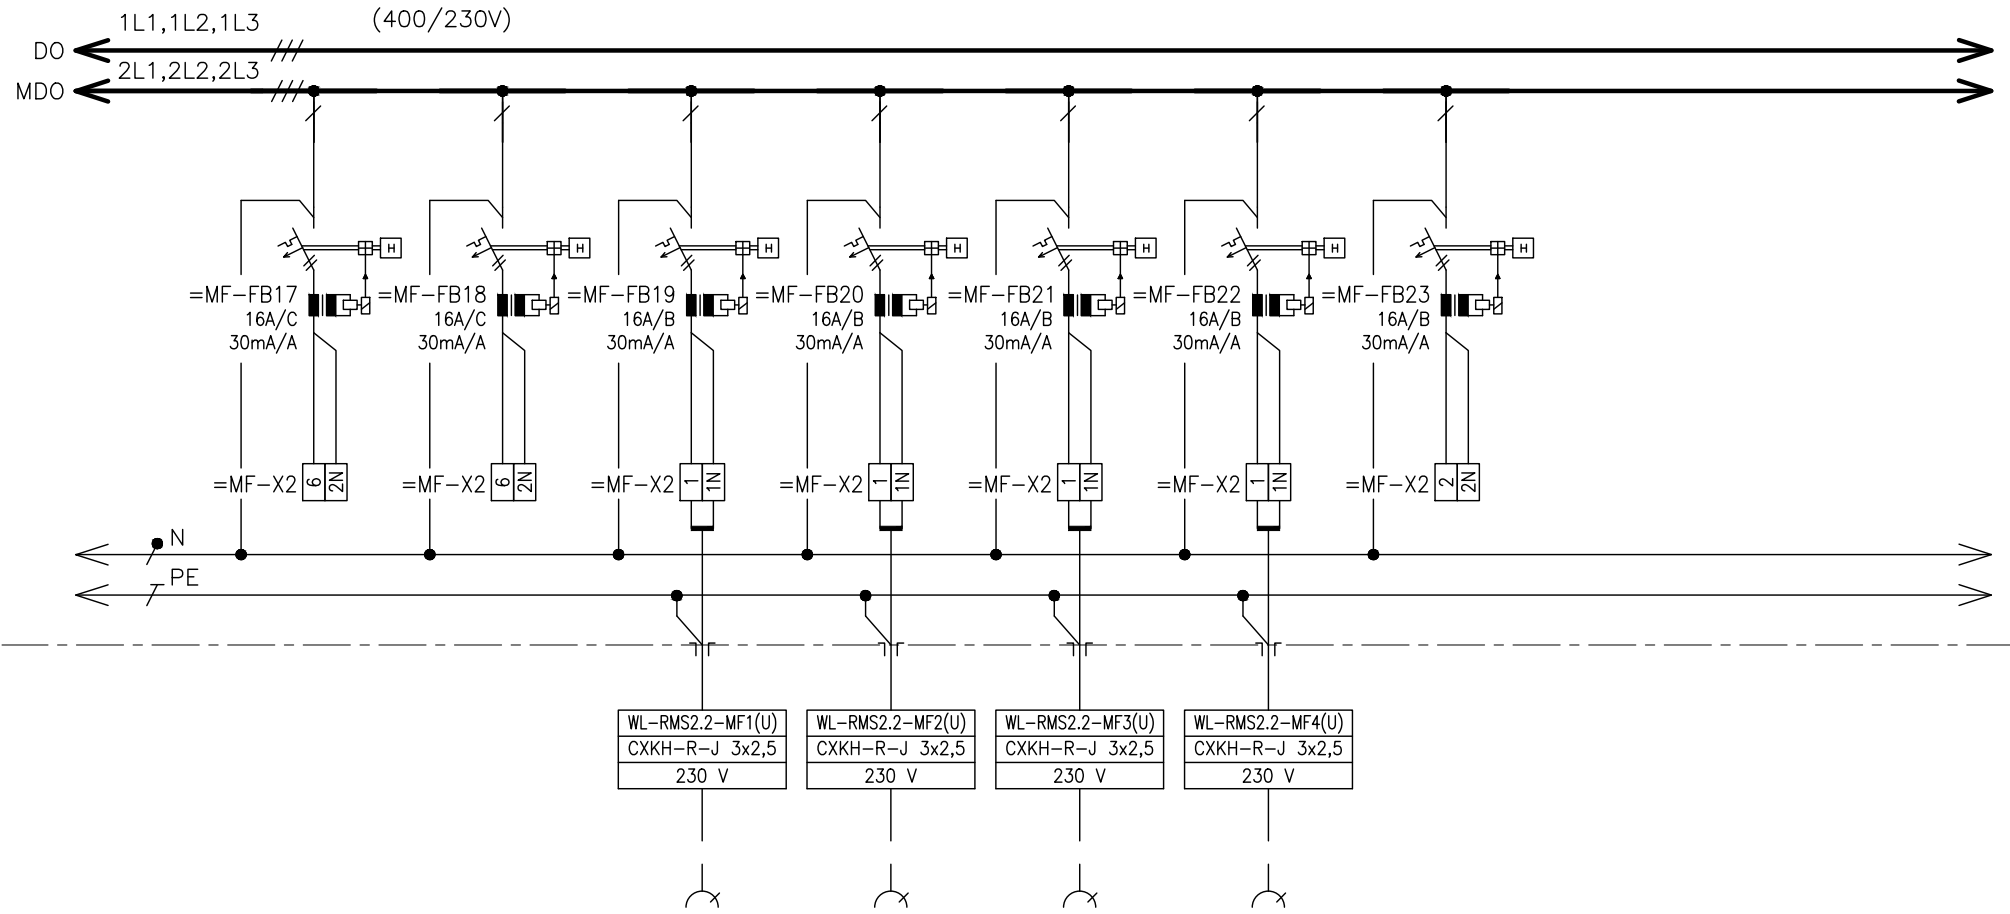 1L1,1L2,1L3 (400/230V)
DO
2L1,2L2,2L3
MDO
H H H H H H H
=MF-FB17 =MF-FB18 =MF-FB19 =MF-FB20 =MF-FB21 =MF-FB22 =MF-FB23
16A/C 16A/C 16A/B 16A/B 16A/B 16A/B 16A/B
30mA/A 30mA/A 30mA/A 30mA/A 30mA/A 30mA/A 30mA/A
=MF-X2 6 2N =MF-X2 6 2N =MF-X2 1 1N =MF-X2 1 1N =MF-X2 1 1N =MF-X2 1 1N =MF-X2 2 2N
N
PE
WL-RMS2.2-MF1(U) WL-RMS2.2-MF2(U) WL-RMS2.2-MF3(U) WL-RMS2.2-MF4(U)
CXKH-R-J 3x2,5 CXKH-R-J 3x2,5 CXKH-R-J 3x2,5 CXKH-R-J 3x2,5
230 V 230 V 230 V 230 V